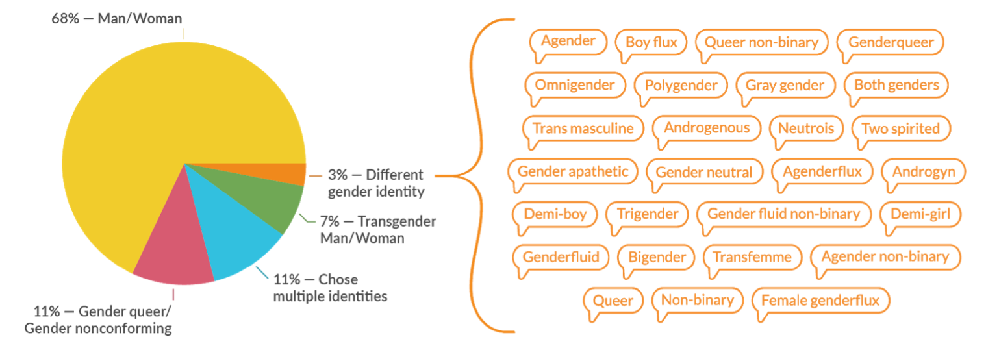 68% — Man/Woman
3% — Different
gender identity
7% — Transgender
Man/Woman
11% — Chose
multiple identities
11% — Gender queer/
Gender nonconforming
Agender Boy flux Queer non-binary Genderqueer
Omnigender Polygender Gray gender Both genders
Trans masculine Androgenous Neutrois Two spirited
Gender apathetic Gender neutral Agenderflux Androgyn
Demi-boy Trigender Gender fluid non-binary Demi-girl
Genderfluid Bigender Transfemme Agender non-binary
Queer Non-binary Female genderflux